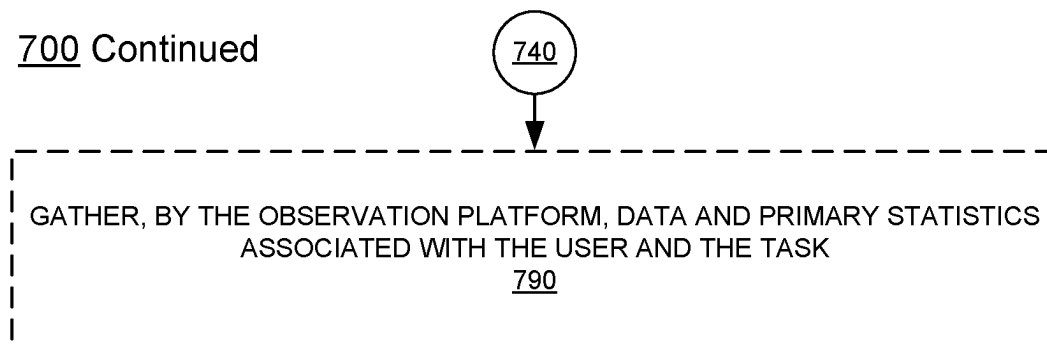 700 Continued
740
GATHER, BY THE OBSERVATION PLATFORM, DATA AND PRIMARY STATISTICS
ASSOCIATED WITH THE USER AND THE TASK
790